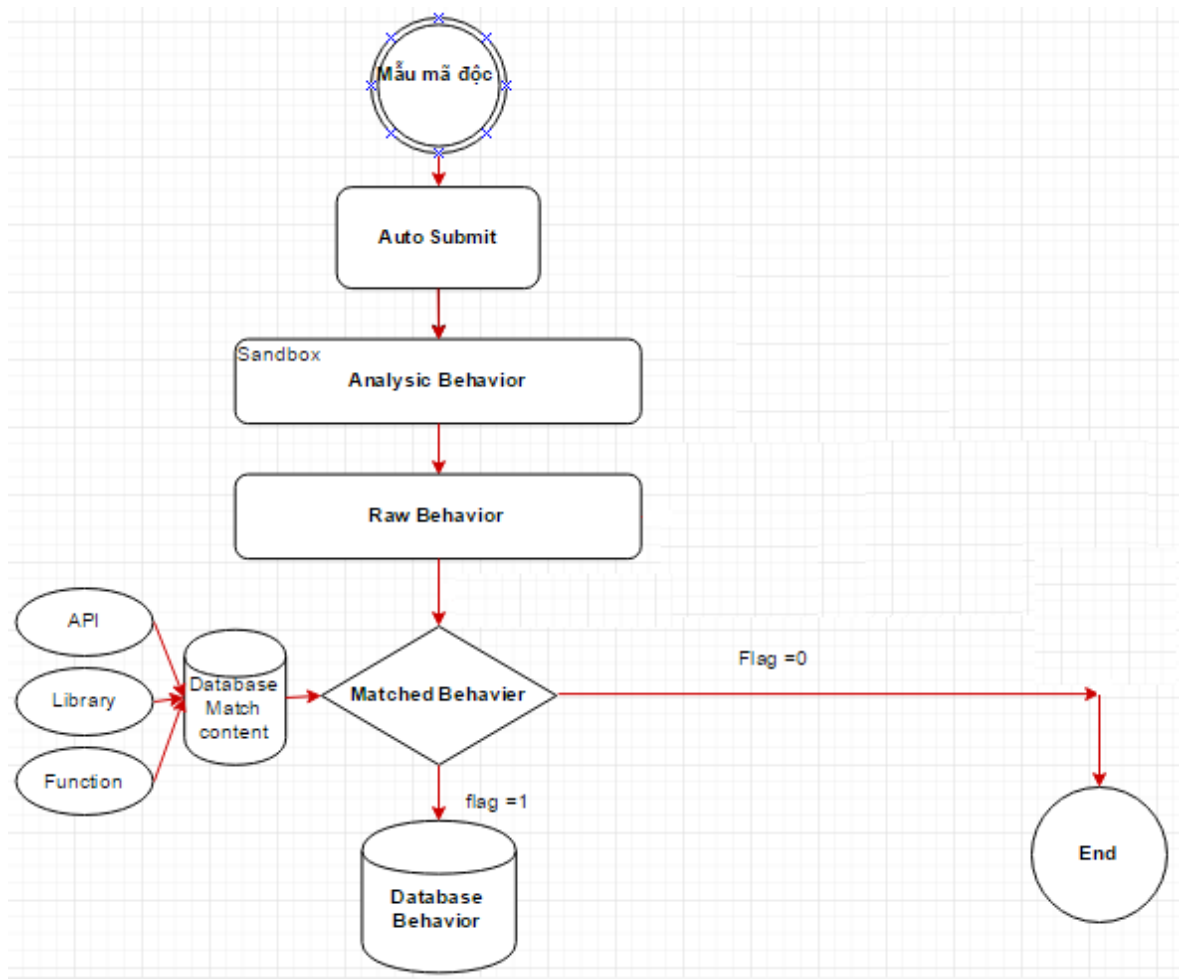 Mẫu mã độc
Auto Submit
Sandbox
Analysic Behavior
Raw Behavior
API
Library
Function
Database
Match
content
Matched Behavier
Flag =0
flag =1
Database
Behavior
End